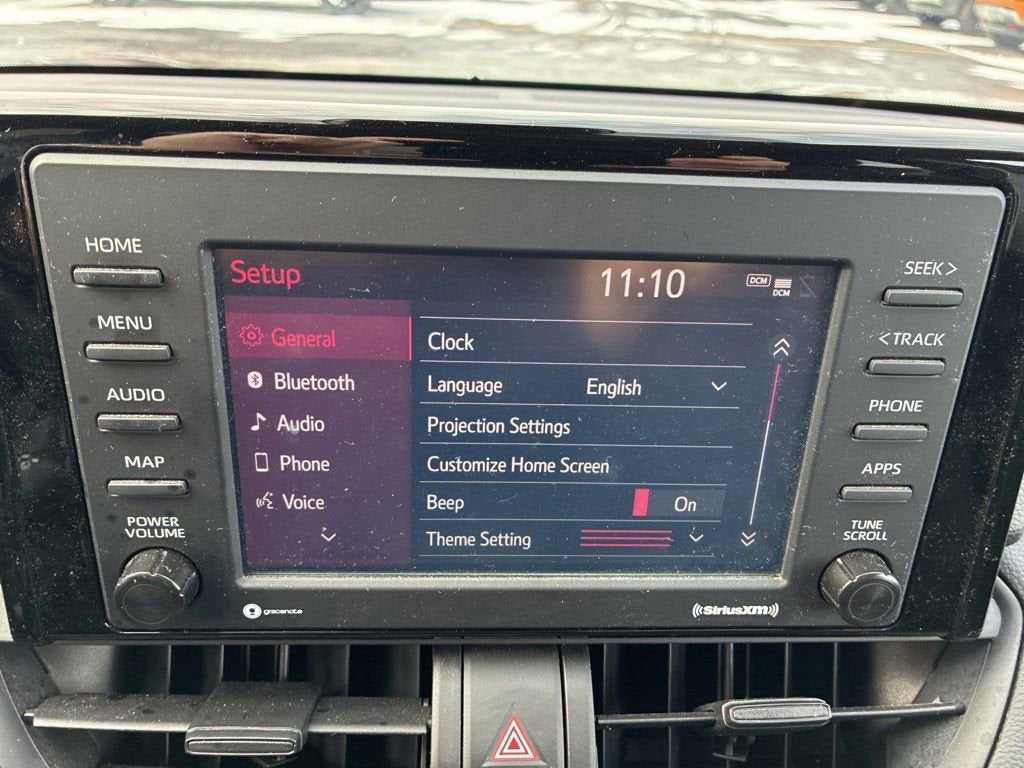 HOME
MENU
AUDIO
MAP
POWER
VOLUME
Setup
11:10
DCM
DCM
General
Bluetooth
Audio
Phone
Voice
Clock
Language English
Projection Settings
Customize Home Screen
Beep On
Theme Setting
SEEK >
< TRACK
PHONE
APPS
TUNE
SCROLL
gracenote
((SiriusXM))